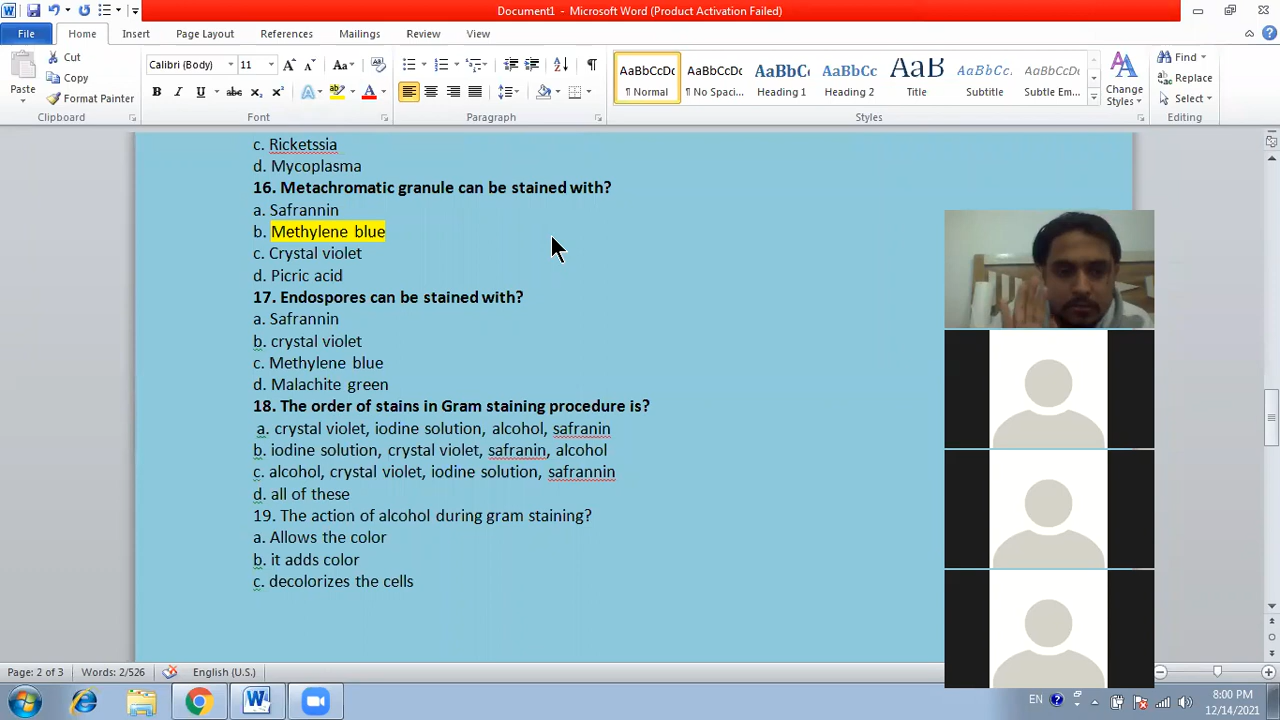 Document1 - Microsoft Word (Product Activation Failed)
File Home Insert Page Layout References Mailings Review View
Cut
Copy
Format Painter
Paste
Clipboard
Calibri (Body) 11
Font
Paragraph
AaBbCcDc AaBbCcDc AaBbC AaBbCc AaB AaBbCc. AaBbCcDc
¶ Normal ¶ No Spaci... Heading 1 Heading 2 Title Subtitle Subtle Em...
Styles
Change
Styles
Find
Replace
Select
Editing
c. Ricketssia
d. Mycoplasma
16. Metachromatic granule can be stained with?
a. Safrannin
b. Methylene blue
c. Crystal violet
d. Picric acid
17. Endospores can be stained with?
a. Safrannin
b. crystal violet
c. Methylene blue
d. Malachite green
18. The order of stains in Gram staining procedure is?
a. crystal violet, iodine solution, alcohol, safranin
b. iodine solution, crystal violet, safranin, alcohol
c. alcohol, crystal violet, iodine solution, safrannin
d. all of these
19. The action of alcohol during gram staining?
a. Allows the color
b. it adds color
c. decolorizes the cells
Page: 2 of 3 Words: 2/526 English (U.S.)
EN
8:00 PM
12/14/2021